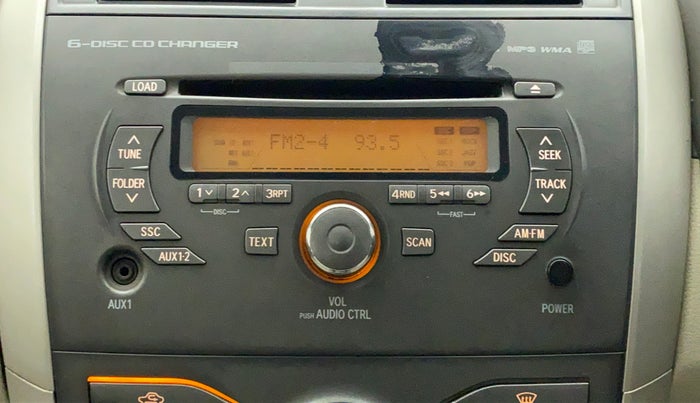 6-DISC CD CHANGER
MP3 WMA
LOAD
FM2-4 93.5
TUNE
SEEK
FOLDER
TRACK
1 2 3RPT
4RND 5 6
DISC
FAST
SSC
TEXT
SCAN
AM·FM
AUX1·2
DISC
AUX1
VOL
PUSH AUDIO CTRL
POWER